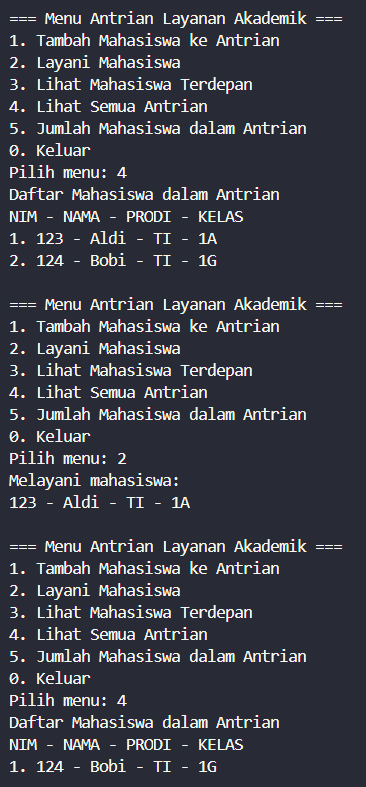 === Menu Antrian Layanan Akademik ===
1. Tambah Mahasiswa ke Antrian
2. Layani Mahasiswa
3. Lihat Mahasiswa Terdepan
4. Lihat Semua Antrian
5. Jumlah Mahasiswa dalam Antrian
0. Keluar
Pilih menu: 4
Daftar Mahasiswa dalam Antrian
NIM - NAMA - PRODI - KELAS
1. 123 - Aldi - TI - 1A
2. 124 - Bobi - TI - 1G

=== Menu Antrian Layanan Akademik ===
1. Tambah Mahasiswa ke Antrian
2. Layani Mahasiswa
3. Lihat Mahasiswa Terdepan
4. Lihat Semua Antrian
5. Jumlah Mahasiswa dalam Antrian
0. Keluar
Pilih menu: 2
Melayani mahasiswa:
123 - Aldi - TI - 1A

=== Menu Antrian Layanan Akademik ===
1. Tambah Mahasiswa ke Antrian
2. Layani Mahasiswa
3. Lihat Mahasiswa Terdepan
4. Lihat Semua Antrian
5. Jumlah Mahasiswa dalam Antrian
0. Keluar
Pilih menu: 4
Daftar Mahasiswa dalam Antrian
NIM - NAMA - PRODI - KELAS
1. 124 - Bobi - TI - 1G